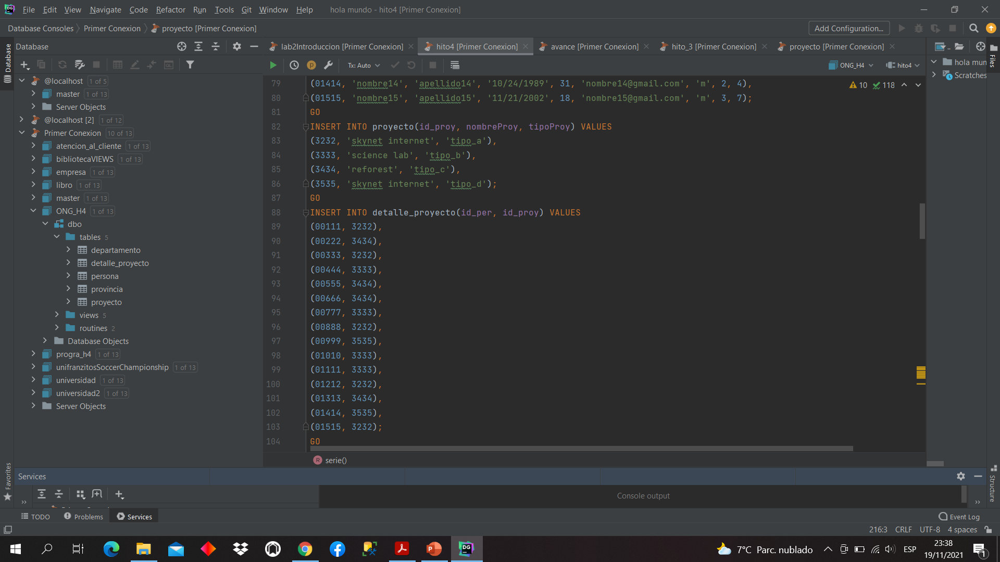 File Edit View Navigate Code Refactor Run Tools Git Window Help hola mundo - hito4 [Primer Conexion]
Database Consoles Primer Conexion proyecto [Primer Conexion] Add Configuration...
Database
lab2Introduccion [Primer Conexion] hito4 [Primer Conexion] avance [Primer Conexion] hito_3 [Primer Conexion] proyecto [Primer Conexion]
Tx: Auto ONG_H4 hito4
@localhost 1 of 5
master 1 of 13
Server Objects
@localhost [2] 1 of 12
Primer Conexion 10 of 13
atencion_al_cliente 1 of 13
bibliotecaVIEWS 1 of 13
empresa 1 of 13
libro 1 of 13
master 1 of 13
ONG_H4 1 of 13
dbo
tables 5
departamento
detalle_proyecto
persona
provincia
proyecto
views 5
routines 2
Database Objects
progra_h4 1 of 13
unifranzitosSoccerChampionship 1 of 13
universidad 1 of 13
universidad2 1 of 13
Server Objects
79 (01414, 'nombre14', 'apellido14', '10/24/1989', 31, 'nombre14@gmail.com', 'm', 2, 4),
80 (01515, 'nombre15', 'apellido15', '11/21/2002', 18, 'nombre15@gmail.com', 'm', 3, 7);
81 GO
82 INSERT INTO proyecto(id_proy, nombreProy, tipoProy) VALUES
83 (3232, 'skynet internet', 'tipo_a'),
84 (3333, 'science lab', 'tipo_b'),
85 (3434, 'reforest', 'tipo_c'),
86 (3535, 'skynet internet', 'tipo_d');
87 GO
88 INSERT INTO detalle_proyecto(id_per, id_proy) VALUES
89 (00111, 3232),
90 (00222, 3434),
91 (00333, 3232),
92 (00444, 3333),
93 (00555, 3434),
94 (00666, 3434),
95 (00777, 3333),
96 (00888, 3232),
97 (00999, 3535),
98 (01010, 3333),
99 (01111, 3333),
100 (01212, 3232),
101 (01313, 3434),
102 (01414, 3535),
103 (01515, 3232);
104 GO
10 118
R serie()
hola mun
Scratches
Database
Files
Favorites
Structure
Services
Console output
TODO Problems Services Event Log
216:3 CRLF UTF-8 4 spaces
7°C Parc. nublado ESP 23:38
19/11/2021
1